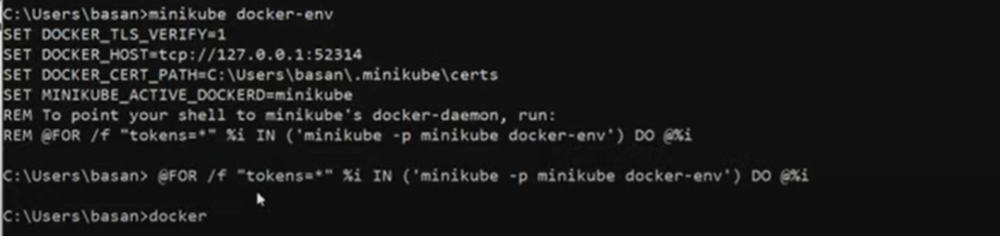 C:\Users\basan>minikube docker-env
SET DOCKER_TLS_VERIFY=1
SET DOCKER_HOST=tcp://127.0.0.1:52314
SET DOCKER_CERT_PATH=C:\Users\basan\.minikube\certs
SET MINIKUBE_ACTIVE_DOCKERD=minikube
REM To point your shell to minikube's docker-daemon, run:
REM @FOR /f "tokens=*" %i IN ('minikube -p minikube docker-env') DO @%i
C:\Users\basan> @FOR /f "tokens=*" %i IN ('minikube -p minikube docker-env') DO @%i
C:\Users\basan>docker